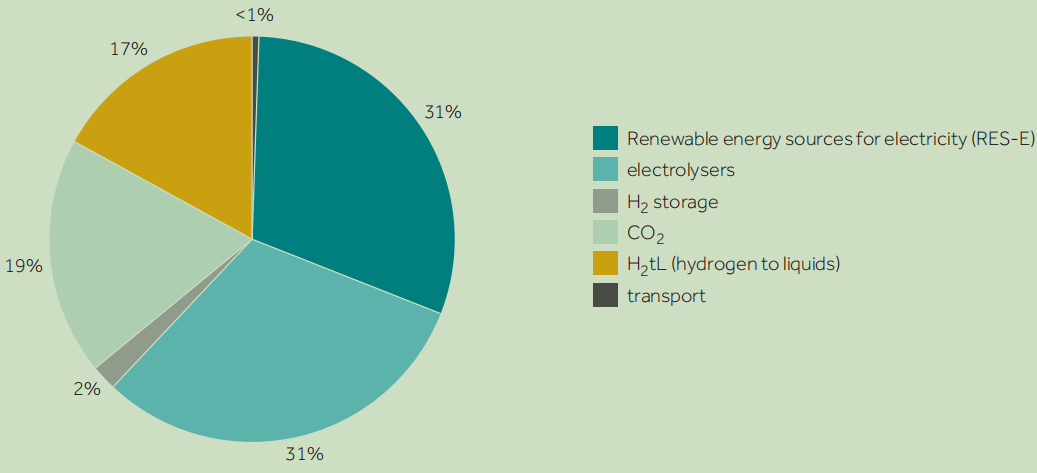 <1%
17%
31%
19%
2%
31%
Renewable energy sources for electricity (RES-E)
electrolysers
H₂ storage
CO₂
H₂tL (hydrogen to liquids)
transport